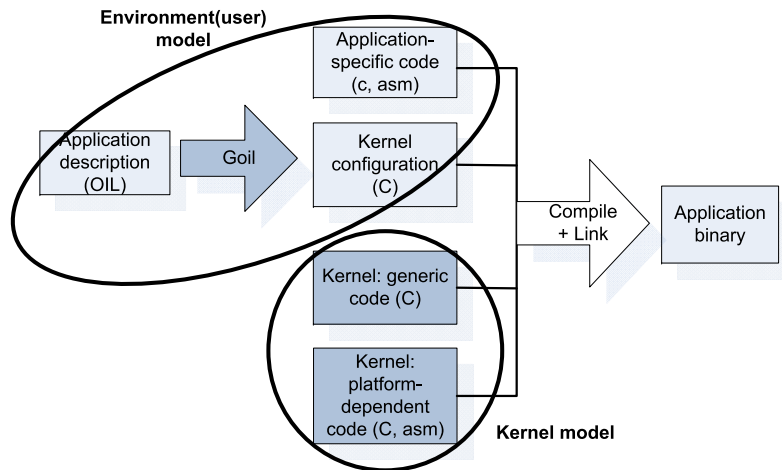 Environment(user)
model
Application-
specific code
(c, asm)
Application
description
(OIL)
Goil
Kernel
configuration
(C)
Compile
+ Link
Application
binary
Kernel: generic
code (C)
Kernel:
platform-
dependent
code (C, asm)
Kernel model